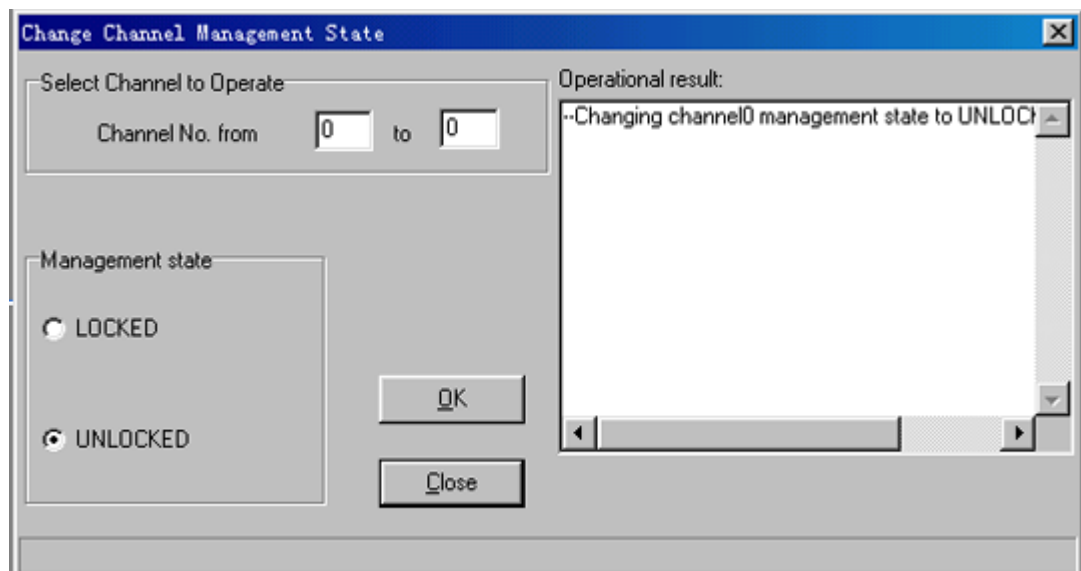 Change Channel Management State
Select Channel to Operate
Channel No. from 0 to 0
Operational result:
--Changing channel0 management state to
Management state
LOCKED
UNLOCKED
OK
Close